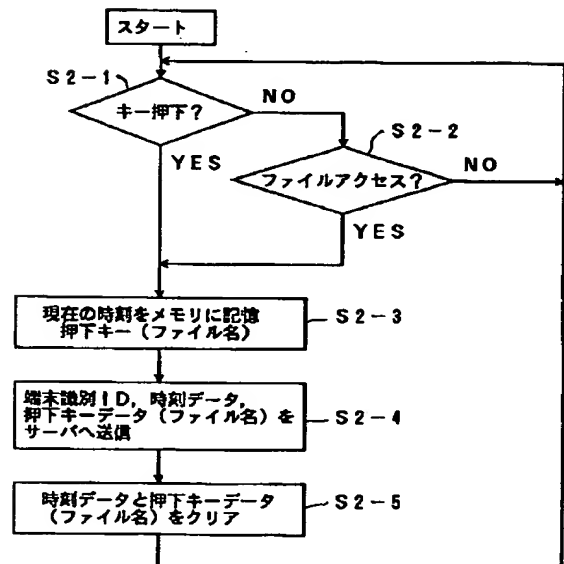 スタート
S2-1
キー押下?
NO
S2-2
YES
ファイルアクセス?
NO
YES
現在の時刻をメモリに記憶
押下キー(ファイル名)
S2-3
端末識別ID,時刻データ,
押下キーデータ(ファイル名)を
サーバへ送信
S2-4
時刻データと押下キーデータ
(ファイル名)をクリア
S2-5